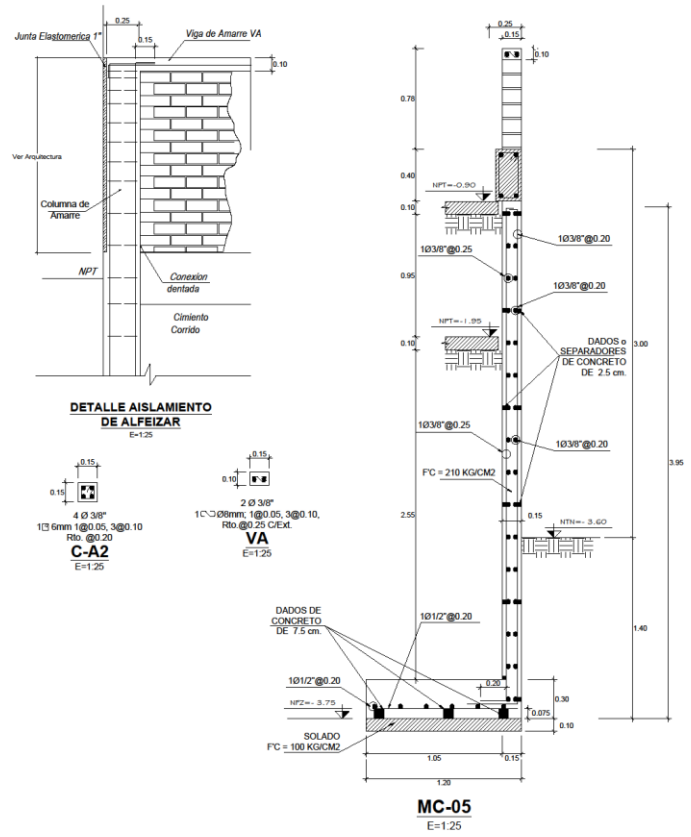 0.25
Junta Elastomerica 1"
0.15
Viga de Amarre VA
0.10
Ver Arquitectura
Columna de
Amarre
NPT
Conexion
dentada
Cimiento
Corrido
DETALLE AISLAMIENTO
DE ALFEIZAR
E=1:25
0.15
0.15
4 Ø 3/8"
6mm 1@0.05, 3@0.10
Rto. @0.20
C-A2
E=1:25
0.15
0.10
2 Ø 3/8"
Ø8mm; 1@0.05, 3@0.10,
Rto.@0.25 C/Ext.
VA
E=1:25
0.25
0.15
0.10
0.78
0.40
NPT=-0.90
0.10
1Ø3/8"@0.20
1Ø3/8"@0.25
0.95
1Ø3/8"@0.20
NPT=-1.95
0.10
DADOS o
SEPARADORES
DE CONCRETO
DE 2.5 cm.
3.00
3.95
1Ø3/8"@0.25
1Ø3/8"@0.20
F'C = 210 KG/CM2
2.55
0.15
NTN=- 3.60
DADOS DE
CONCRETO
DE 7.5 cm.
1Ø1/2"@0.20
1.40
1Ø1/2"@0.20
0.20
0.30
NFZ=- 3.75
0.075
0.10
SOLADO
F'C = 100 KG/CM2
1.05
0.15
1.20
MC-05
E=1:25